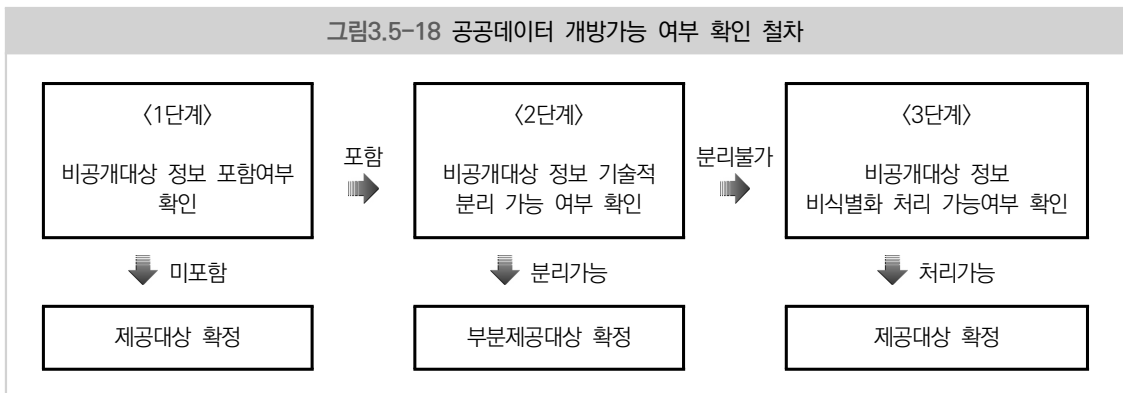 그림3.5-18 공공데이터 개방가능 여부 확인 절차
〈1단계〉
비공개대상 정보 포함여부
확인
포함
〈2단계〉
비공개대상 정보 기술적
분리 가능 여부 확인
분리불가
〈3단계〉
비공개대상 정보
비식별화 처리 가능여부 확인
미포함
분리가능
처리가능
제공대상 확정
부분제공대상 확정
제공대상 확정